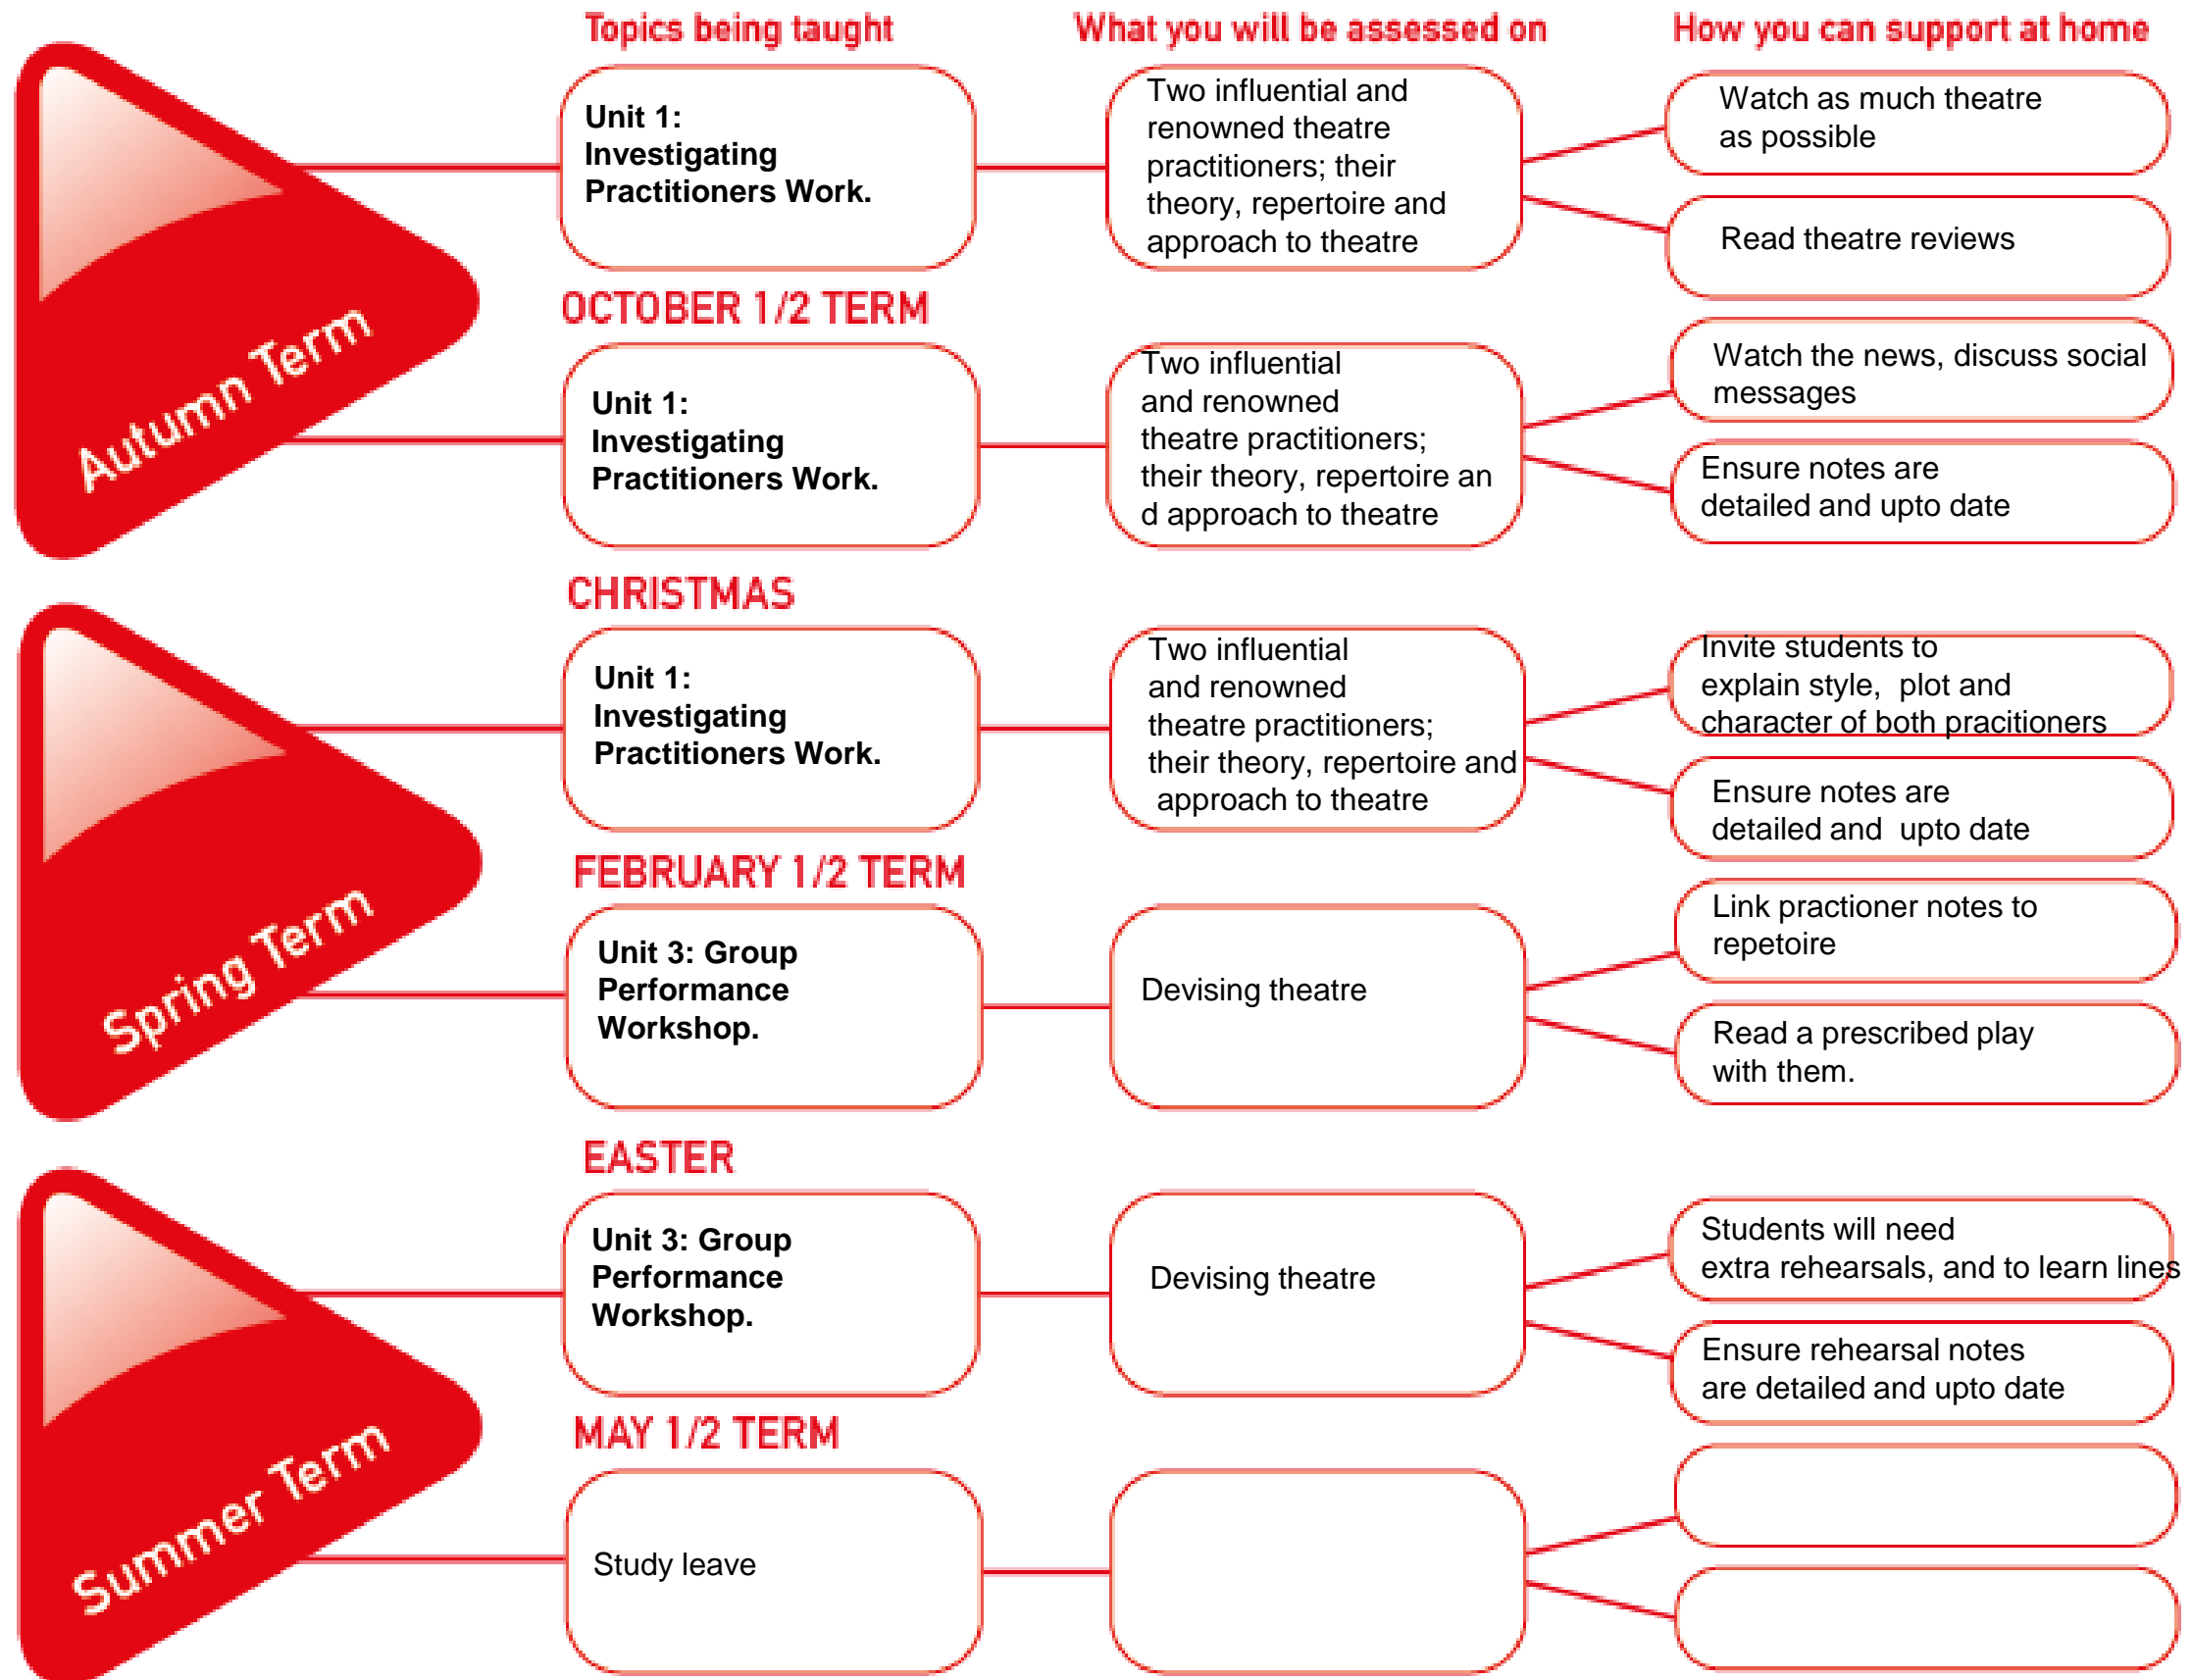 Topics being taught
What you will be assessed on
How you can support at home
Autumn Term
Unit 1:
Investigating
Practitioners Work.
Two influential and
renowned theatre
practitioners; their
theory, repertoire and
approach to theatre
Watch as much theatre
as possible
Read theatre reviews
OCTOBER 1/2 TERM
Unit 1:
Investigating
Practitioners Work.
Two influential
and renowned
theatre practitioners;
their theory, repertoire an
d approach to theatre
Watch the news, discuss social
messages
Ensure notes are
detailed and upto date
CHRISTMAS
Spring Term
Unit 1:
Investigating
Practitioners Work.
Two influential
and renowned
theatre practitioners;
their theory, repertoire and
approach to theatre
Invite students to
explain style, plot and
character of both pracitioners
Ensure notes are
detailed and upto date
FEBRUARY 1/2 TERM
Unit 3: Group
Performance
Workshop.
Devising theatre
Link practioner notes to
repetoire
Read a prescribed play
with them.
EASTER
Summer Term
Unit 3: Group
Performance
Workshop.
Devising theatre
Students will need
extra rehearsals, and to learn lines
Ensure rehearsal notes
are detailed and upto date
MAY 1/2 TERM
Study leave